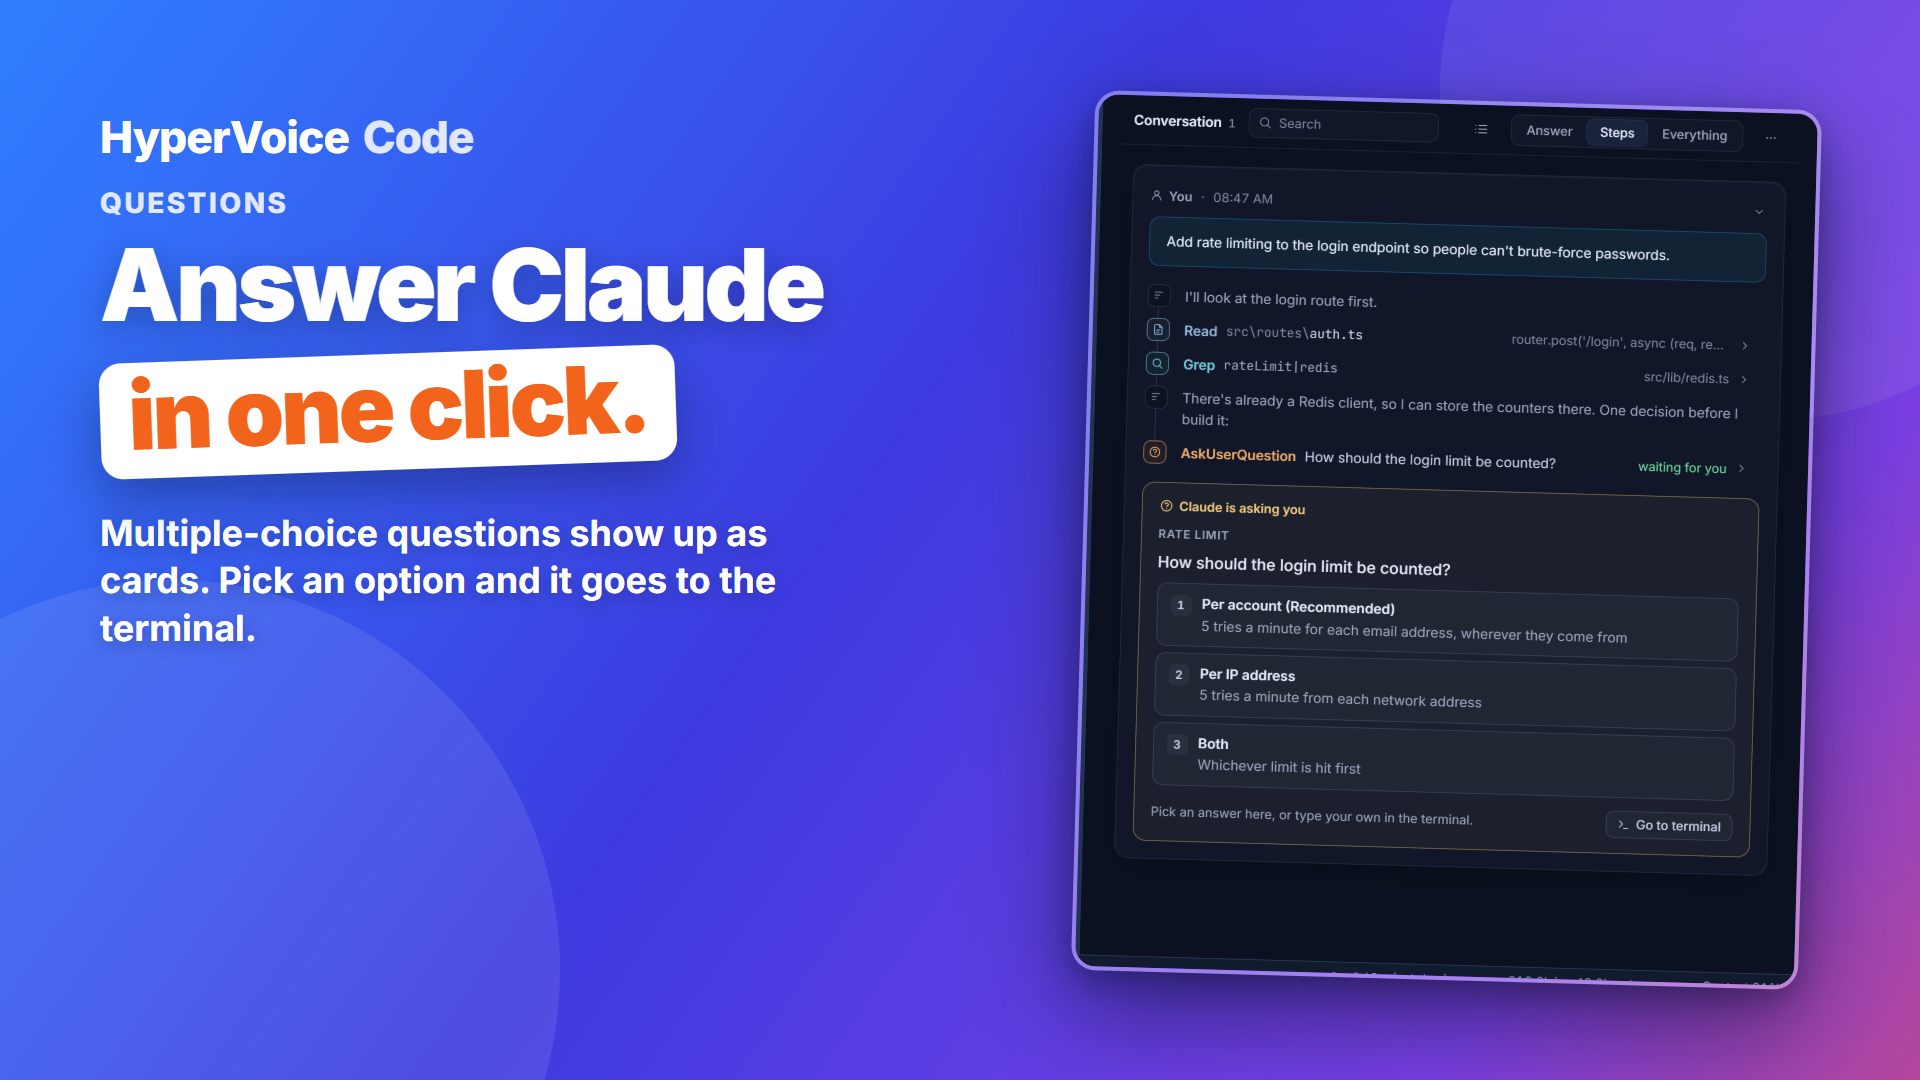 HyperVoice Code
QUESTIONS
Answer Claude
in one click.
Multiple-choice questions show up as
cards. Pick an option and it goes to the
terminal.
Conversation 1
Search
Answer
Steps
Everything
You · 08:47 AM
Add rate limiting to the login endpoint so people can't brute-force passwords.
I'll look at the login route first.
Read src\routes\auth.ts
router.post('/login', async (req, re...
Grep rateLimit|redis
src/lib/redis.ts
There's already a Redis client, so I can store the counters there. One decision before I
build it:
AskUserQuestion How should the login limit be counted?
waiting for you
Claude is asking you
RATE LIMIT
How should the login limit be counted?
1 Per account (Recommended)
5 tries a minute for each email address, wherever they come from
2 Per IP address
5 tries a minute from each network address
3 Both
Whichever limit is hit first
Pick an answer here, or type your own in the terminal.
Go to terminal